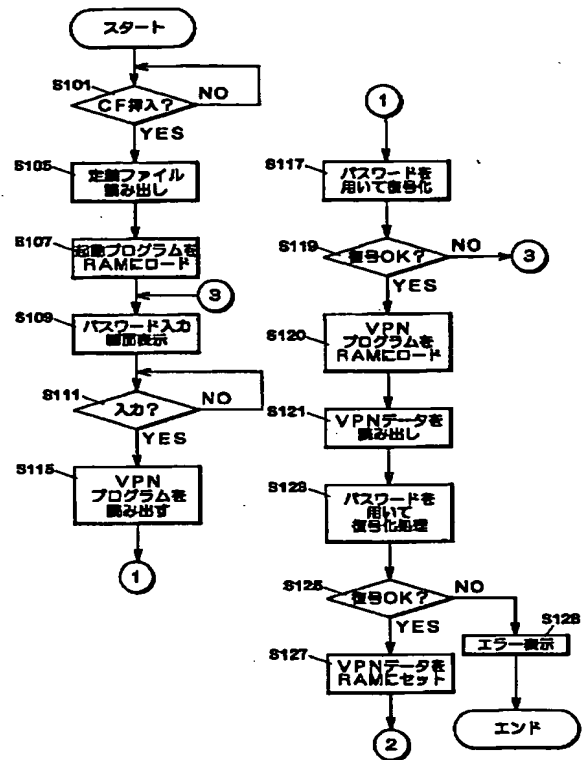 スタート
S101
CF挿入?
NO
YES
S105
定義ファイル
読み出し
S107
起動プログラムを
RAMにロード
3
S109
パスワード入力
画面表示
S111
入力?
NO
YES
S115
VPN
プログラムを
読み出す
1
1
S117
パスワードを
用いて復号化
S119
復号OK?
NO
3
YES
S120
VPN
プログラムを
RAMにロード
S121
VPNデータを
読み出し
S123
パスワードを
用いて
復号化処理
S125
復号OK?
NO
YES
S128
エラー表示
S127
VPNデータを
RAMにセット
エンド
2